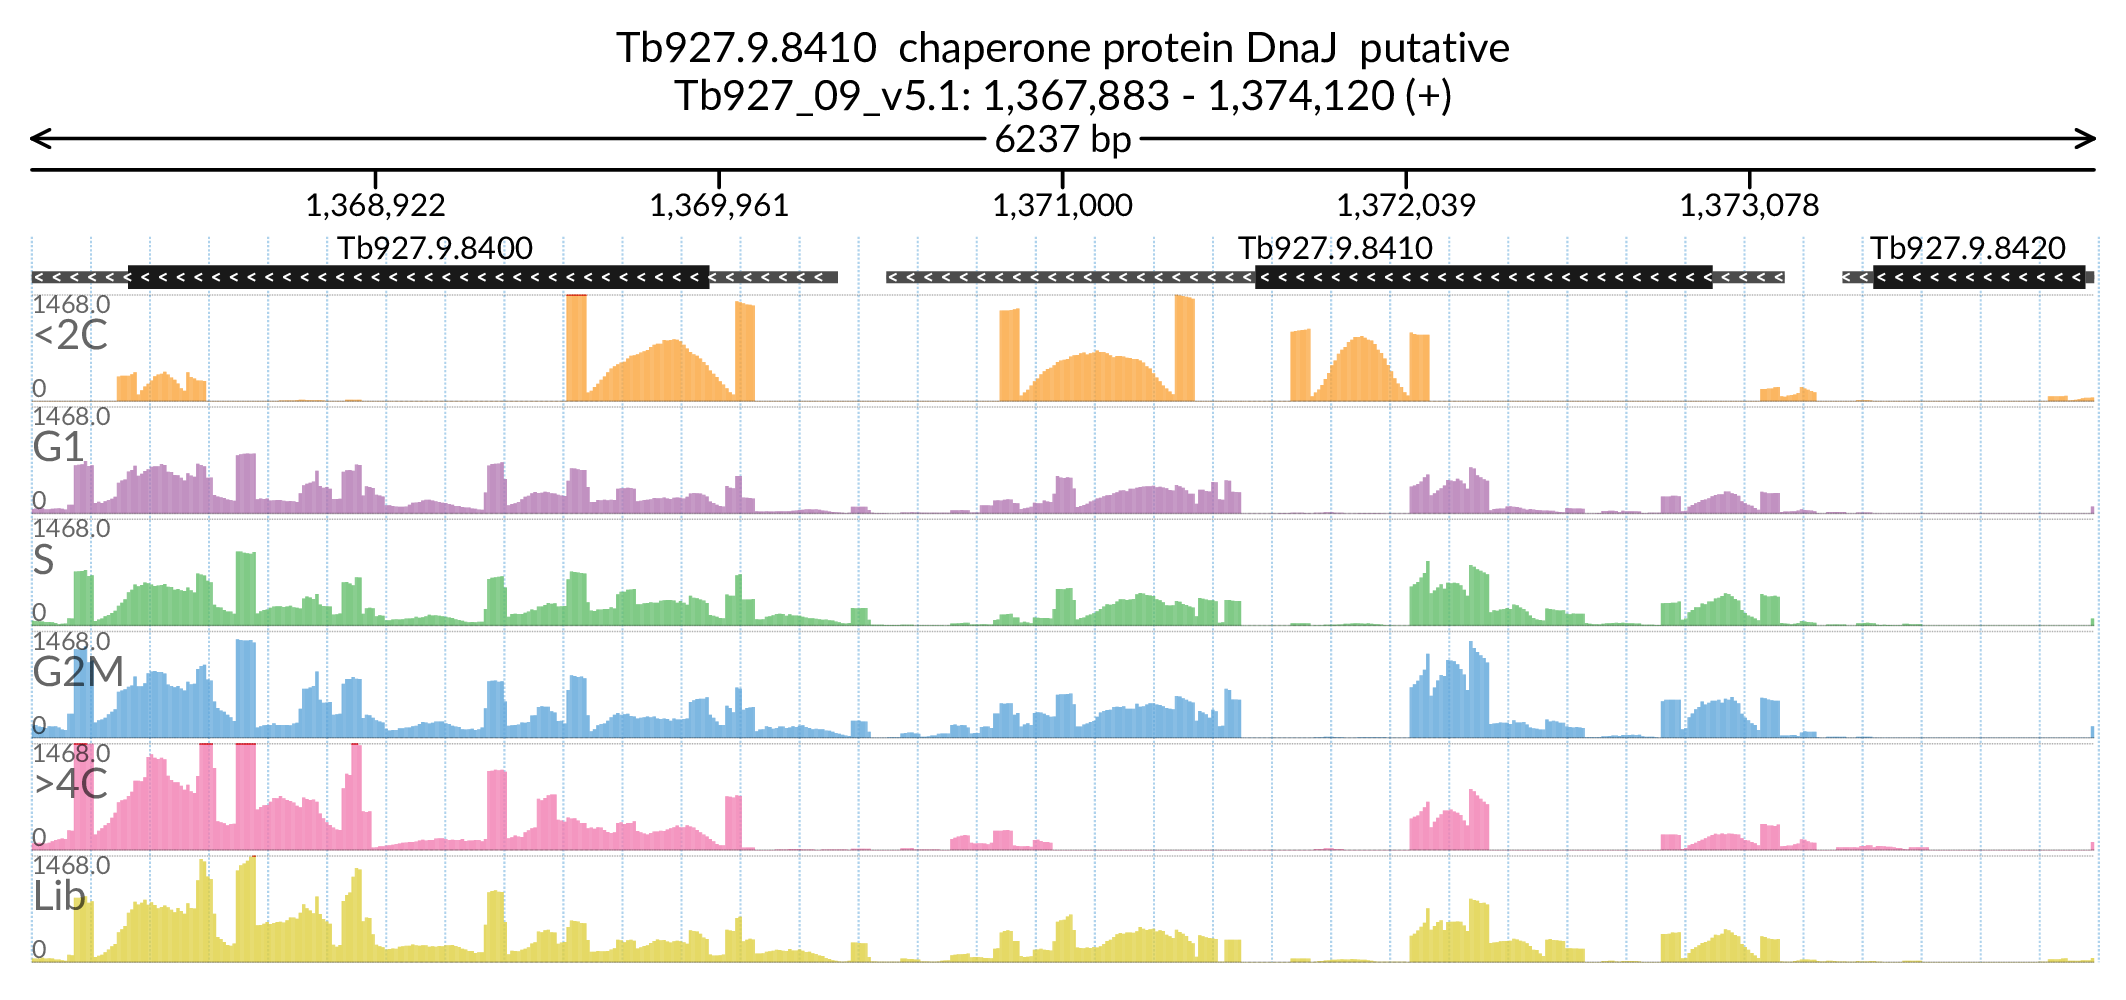 Tb927.9.8410  chaperone protein DnaJ  putative
Tb927_09_v5.1: 1,367,883 - 1,374,120 (+)
6237 bp
1,368,922 1,369,961 1,371,000 1,372,039 1,373,078
Tb927.9.8400 Tb927.9.8410 Tb927.9.8420
1468.0
<2C
0
1468.0
G1
0
1468.0
S
0
1468.0
G2M
0
1468.0
>4C
0
1468.0
Lib
0